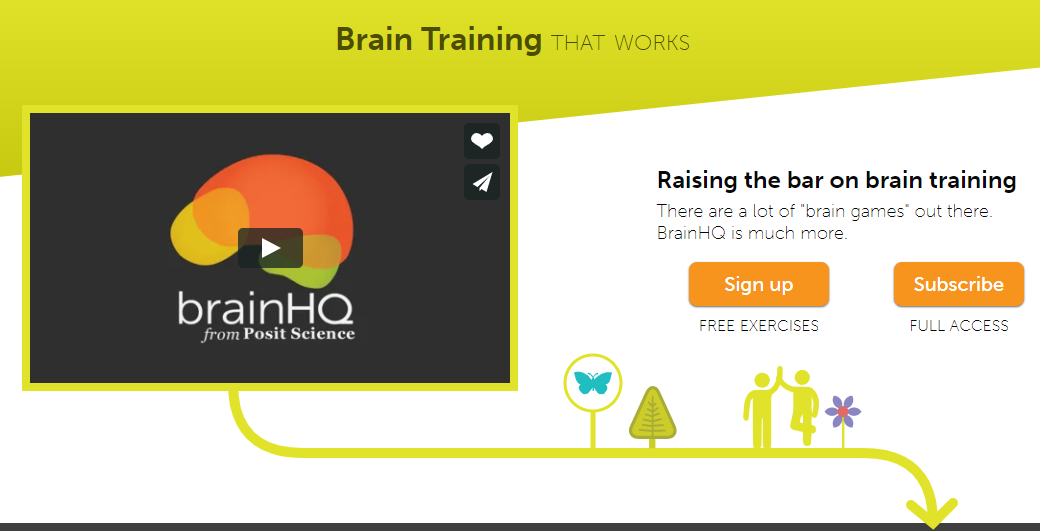 Brain Training THAT WORKS
brainHQ
from Posit Science
Raising the bar on brain training
There are a lot of "brain games" out there.
BrainHQ is much more.
Sign up Subscribe
FREE EXERCISES FULL ACCESS